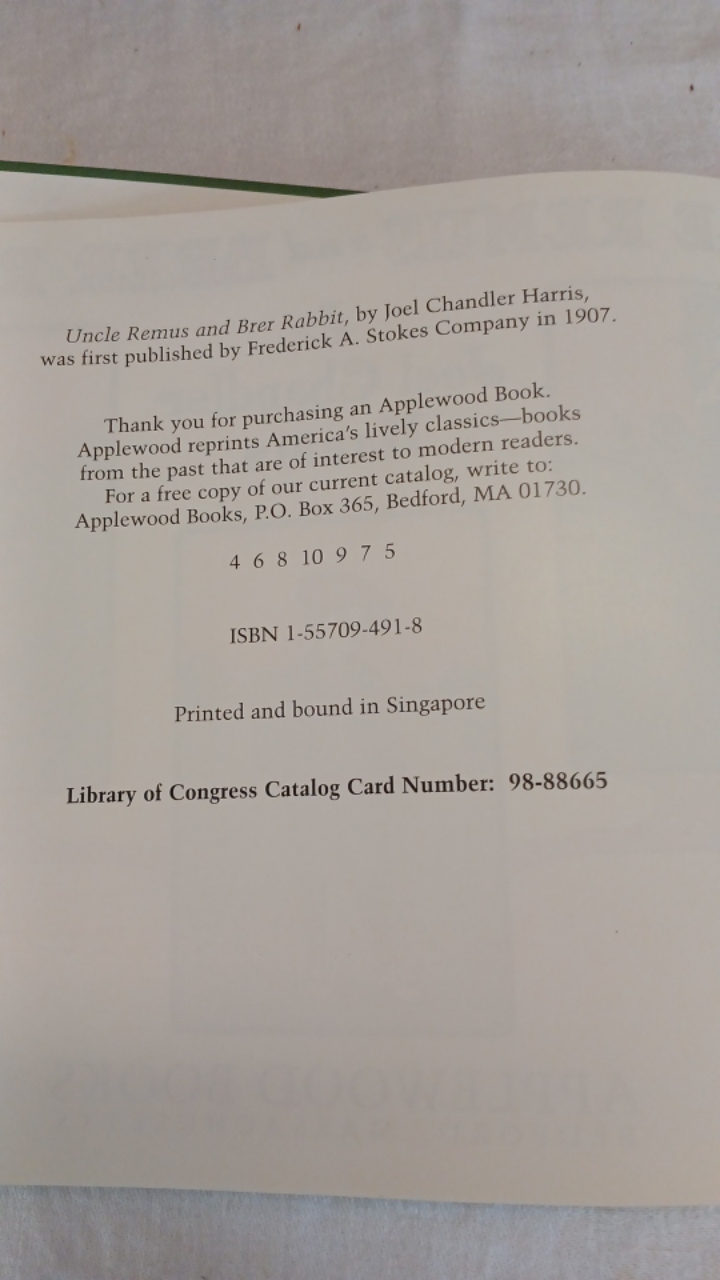 Uncle Remus and Brer Rabbit, by Joel Chandler Harris,
was first published by Frederick A. Stokes Company in 1907.
Thank you for purchasing an Applewood Book.
Applewood reprints America's lively classics—books
from the past that are of interest to modern readers.
For a free copy of our current catalog, write to:
Applewood Books, P.O. Box 365, Bedford, MA 01730.
4 6 8 10 9 7 5
ISBN 1-55709-491-8
Printed and bound in Singapore
Library of Congress Catalog Card Number: 98-88665
APPLEWOOD BOOKS